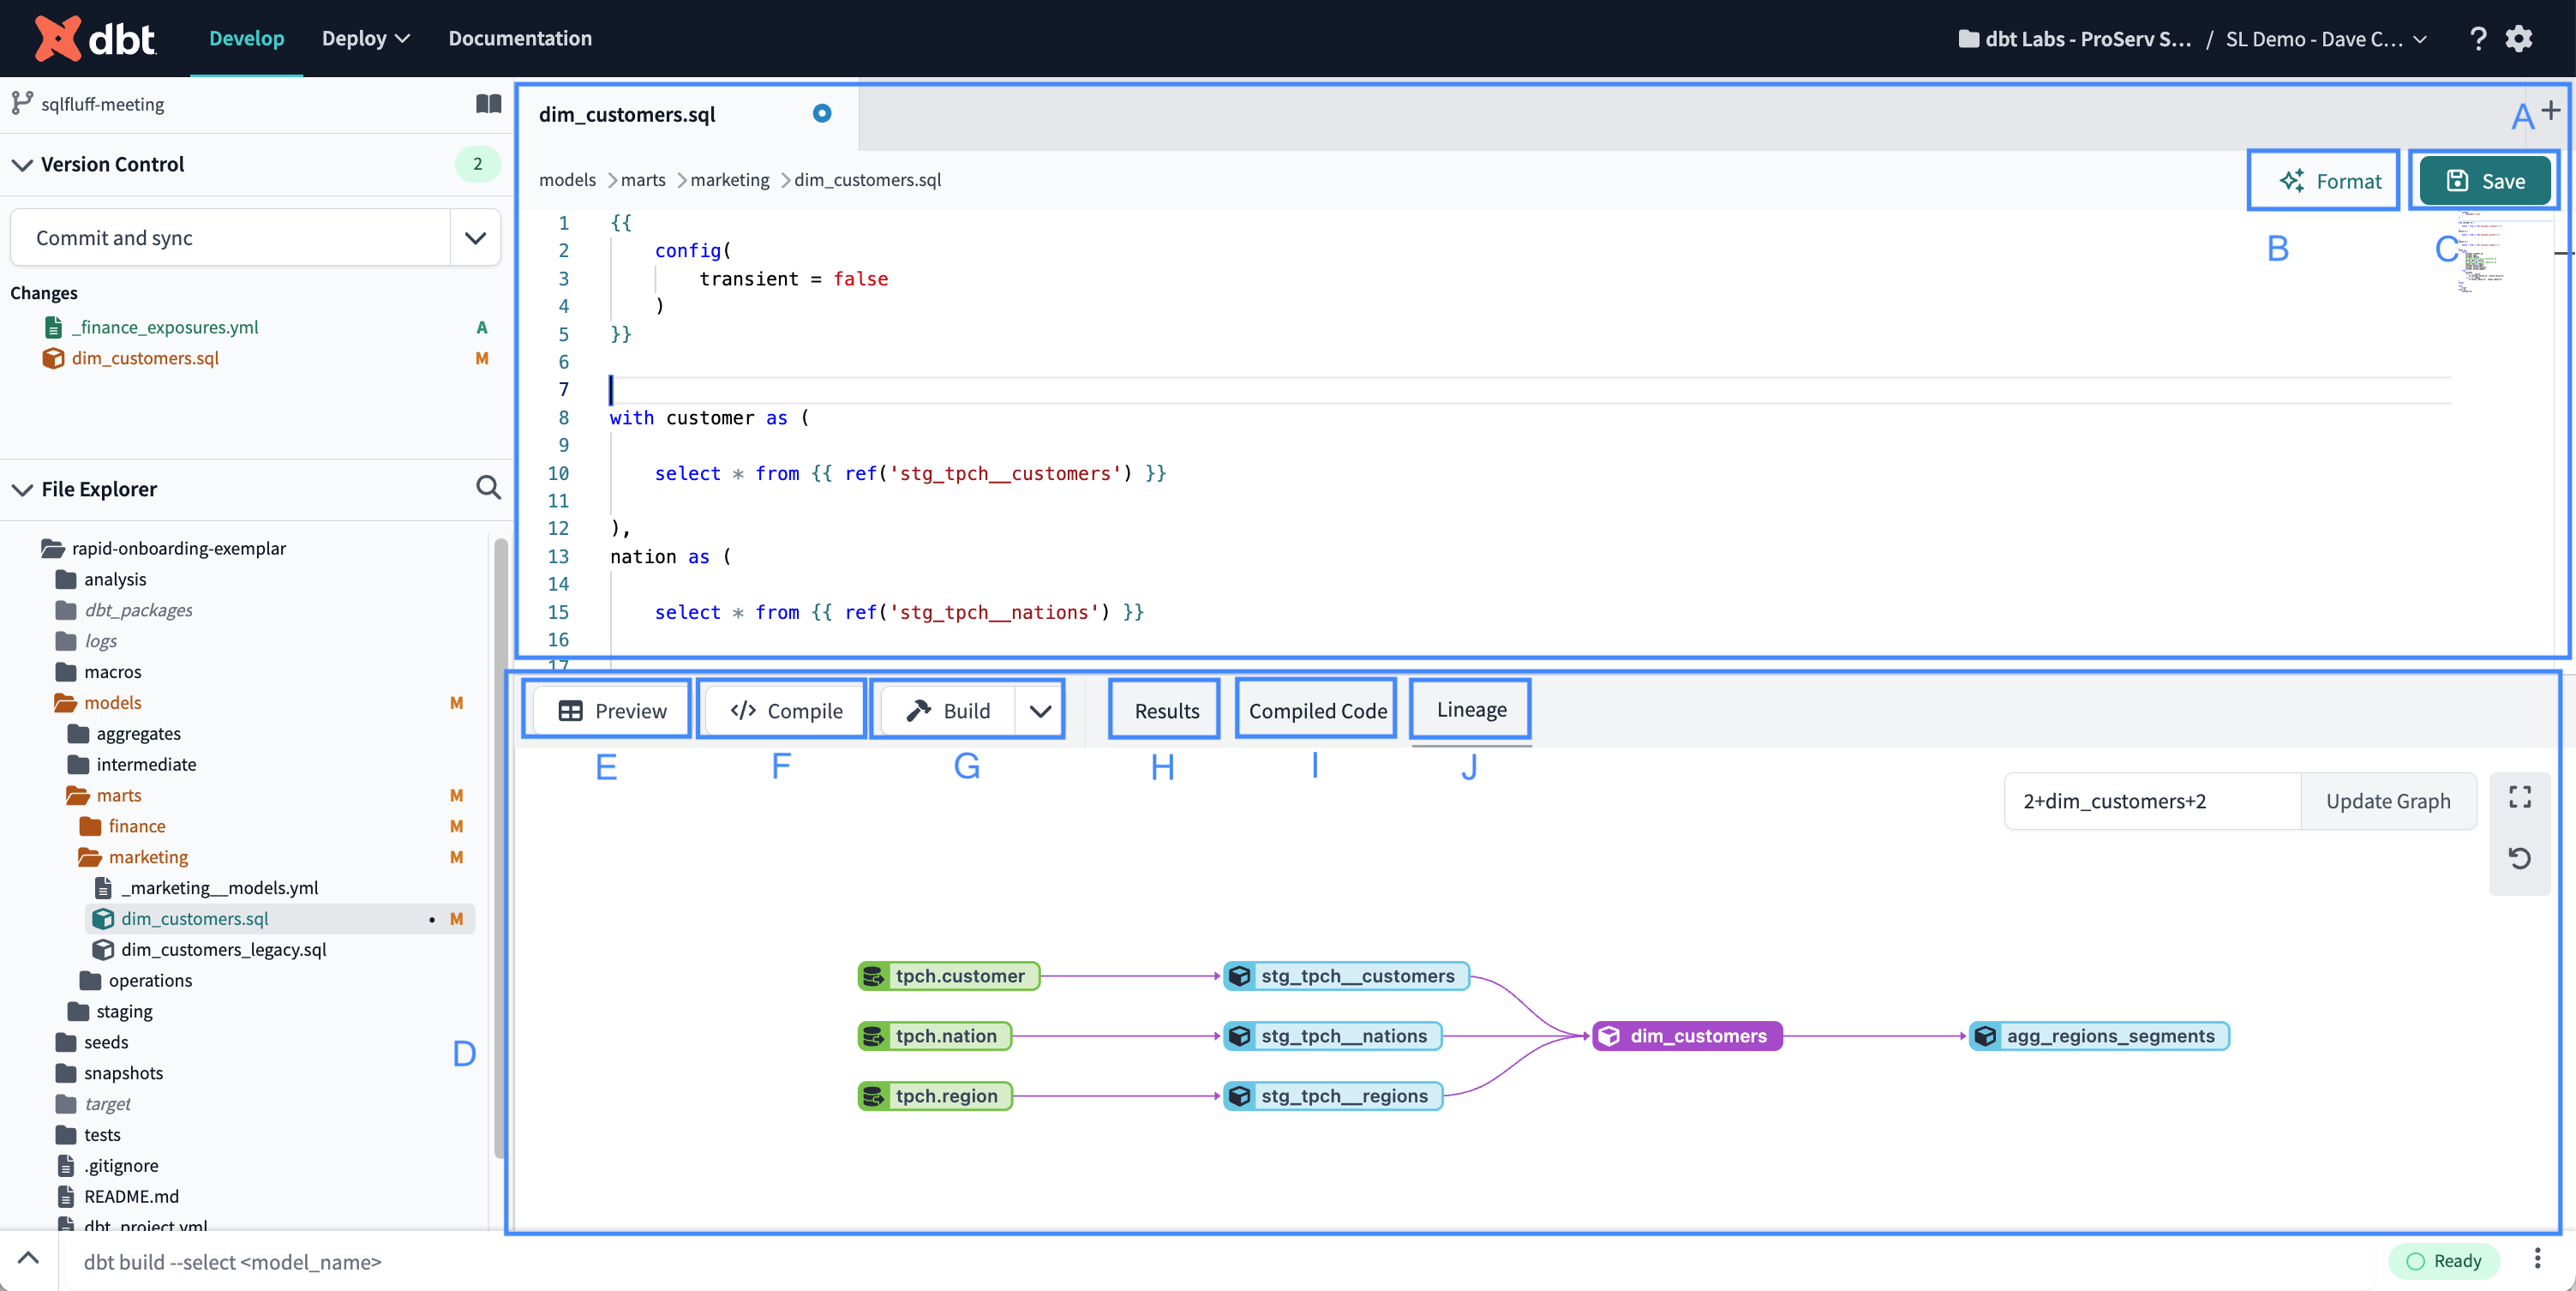 dbt
Develop
Deploy
Documentation
dbt Labs - ProServ S... / SL Demo - Dave C...
?
sqlfluff-meeting
Version Control
2
Commit and sync
Changes
_finance_exposures.yml A
dim_customers.sql M
File Explorer
rapid-onboarding-exemplar
analysis
dbt_packages
logs
macros
models M
aggregates
intermediate
marts M
finance M
marketing M
_marketing__models.yml
dim_customers.sql • M
dim_customers_legacy.sql
operations
staging
seeds
snapshots
target
tests
.gitignore
README.md
dbt_project.yml
D
dim_customers.sql
A +
models > marts > marketing > dim_customers.sql
Format
Save
B
C
1 {{
2 config(
3 transient = false
4 )
5 }}
6
7
8 with customer as (
9
10 select * from {{ ref('stg_tpch__customers') }}
11
12 ),
13 nation as (
14
15 select * from {{ ref('stg_tpch__nations') }}
16
17
Preview
</> Compile
Build
Results
Compiled Code
Lineage
E
F
G
H
I
J
2+dim_customers+2
Update Graph
tpch.customer
stg_tpch__customers
tpch.nation
stg_tpch__nations
dim_customers
agg_regions_segments
tpch.region
stg_tpch__regions
dbt build --select <model_name>
Ready